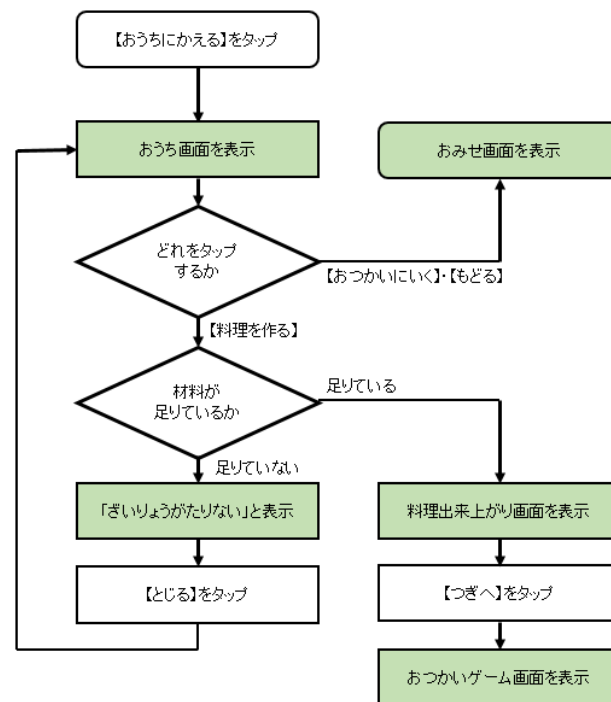 【おうちにかえる】をタップ
おうち画面を表示
おみせ画面を表示
どれをタップ
するか
【おつかいにいく】・【もどる】
【料理を作る】
材料が
足りているか
足りている
足りていない
「ざいりょうがたりない」と表示
料理出来上がり画面を表示
【とじる】をタップ
【つぎへ】をタップ
おつかいゲーム画面を表示